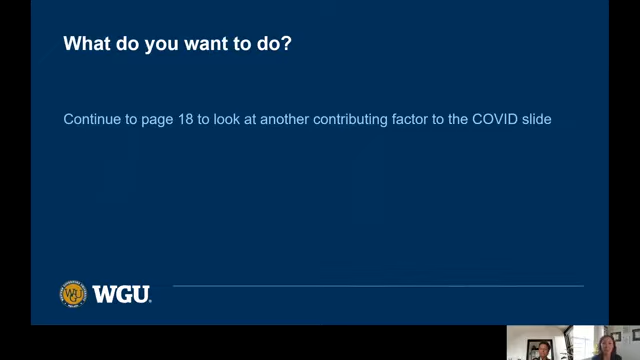 What do you want to do?
Continue to page 18 to look at another contributing factor to the COVID slide
WGU.